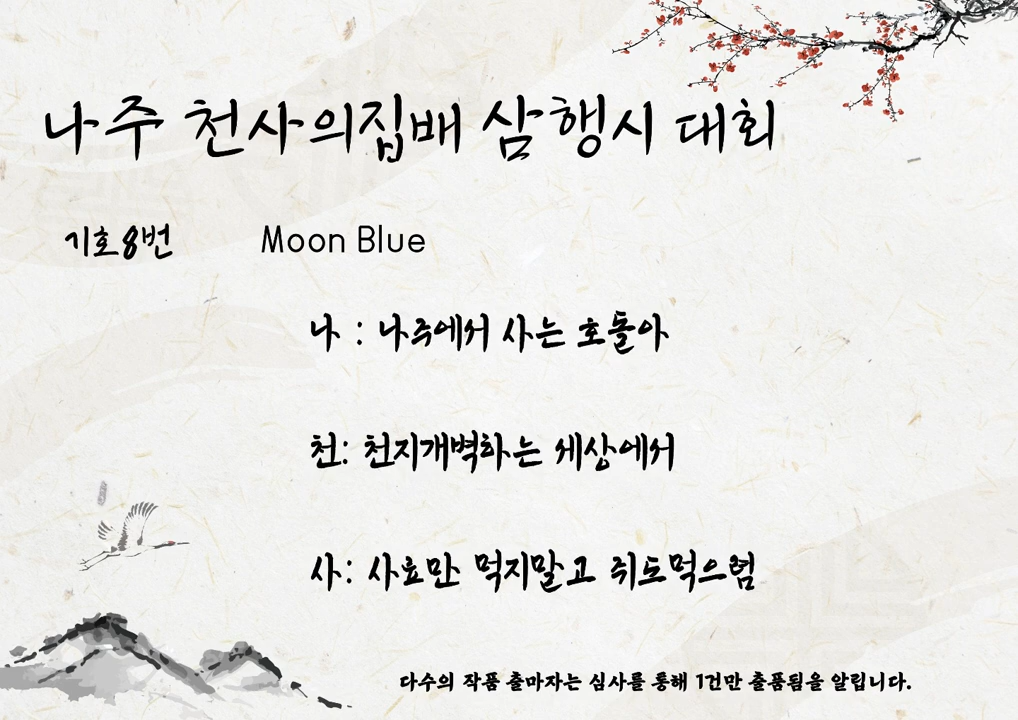 나주 천사의집배 삼행시 대회
기호8번 Moon Blue
나 : 나주에서 사는 호돌아
천: 천지개벽하는 세상에서
사: 사료만 먹지말고 쥐도먹으렴
다수의 작품 출마자는 심사를 통해 1건만 출품됨을 알립니다.